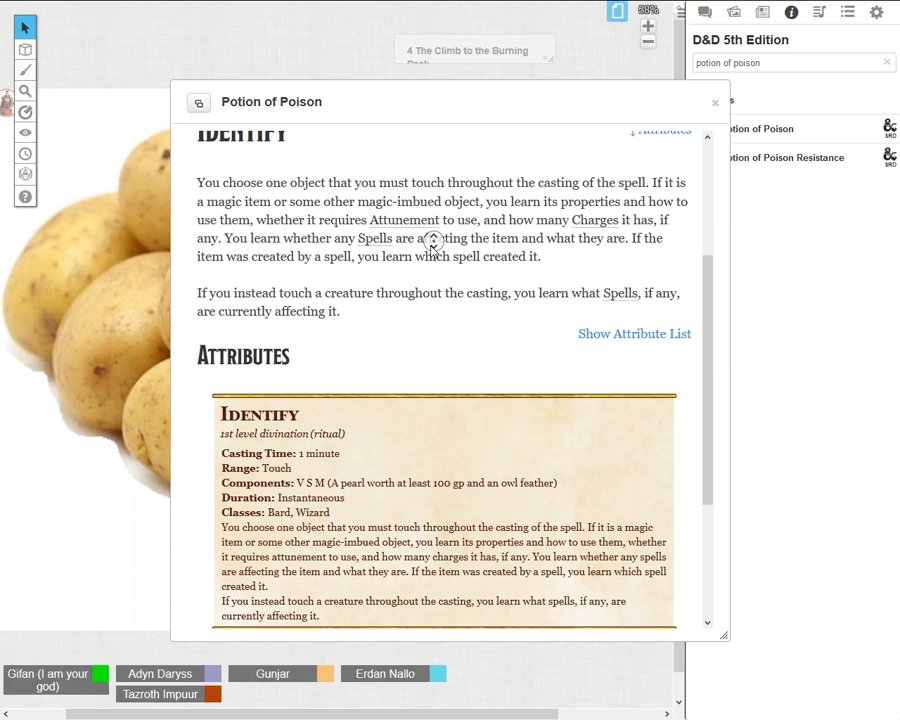 58%
4 The Climb to the Burning
D&D 5th Edition
potion of poison
Potion of Poison
IDENTIFY
↓ Attributes
You choose one object that you must touch throughout the casting of the spell. If it is
a magic item or some other magic-imbued object, you learn its properties and how to
use them, whether it requires Attunement to use, and how many Charges it has, if
any. You learn whether any Spells are affecting the item and what they are. If the
item was created by a spell, you learn which spell created it.
If you instead touch a creature throughout the casting, you learn what Spells, if any,
are currently affecting it.
Show Attribute List
ATTRIBUTES
IDENTIFY
1st level divination (ritual)
Casting Time: 1 minute
Range: Touch
Components: V S M (A pearl worth at least 100 gp and an owl feather)
Duration: Instantaneous
Classes: Bard, Wizard
You choose one object that you must touch throughout the casting of the spell. If it is a magic
item or some other magic-imbued object, you learn its properties and how to use them, whether
it requires attunement to use, and how many charges it has, if any. You learn whether any spells
are affecting the item and what they are. If the item was created by a spell, you learn which spell
created it.
If you instead touch a creature throughout the casting, you learn what spells, if any, are
currently affecting it.
s
otion of Poison
SRD
otion of Poison Resistance
SRD
Gifan (I am your
god)
Adyn Daryss
Gunjar
Erdan Nallo
Tazroth Impuur